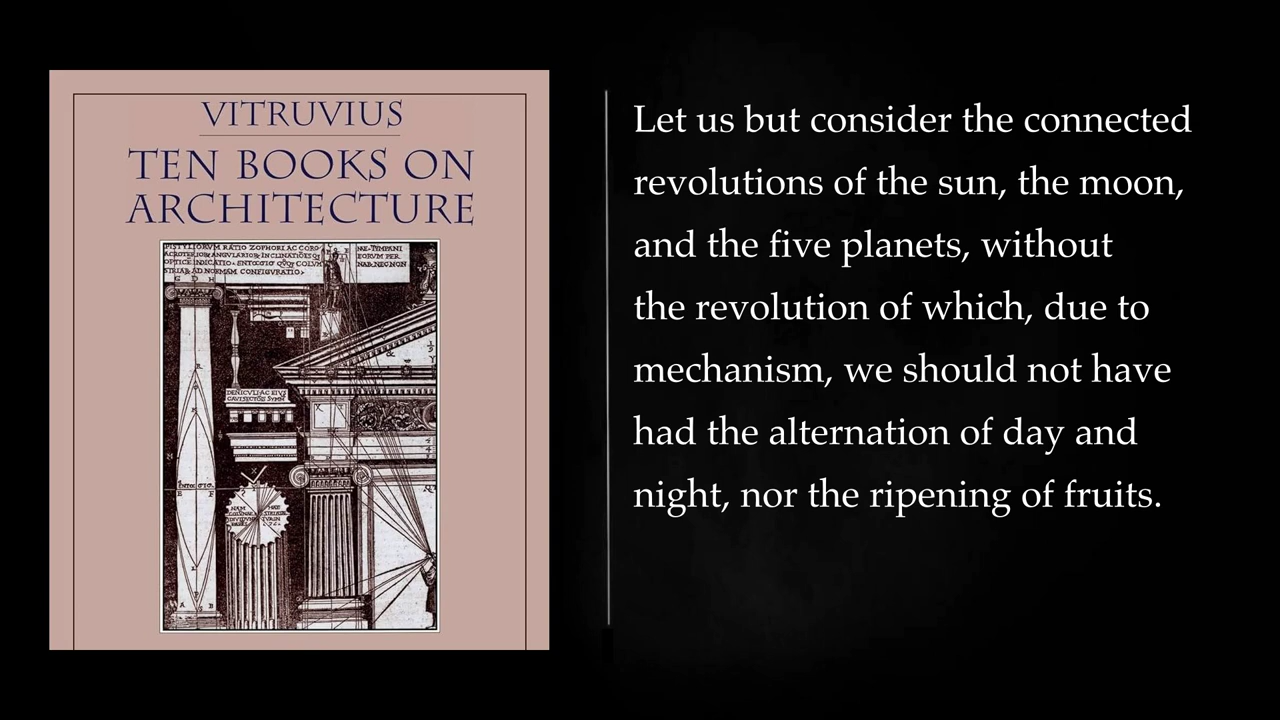 VITRUVIUS
TEN BOOKS ON
ARCHITECTURE
Let us but consider the connected
revolutions of the sun, the moon,
and the five planets, without
the revolution of which, due to
mechanism, we should not have
had the alternation of day and
night, nor the ripening of fruits.